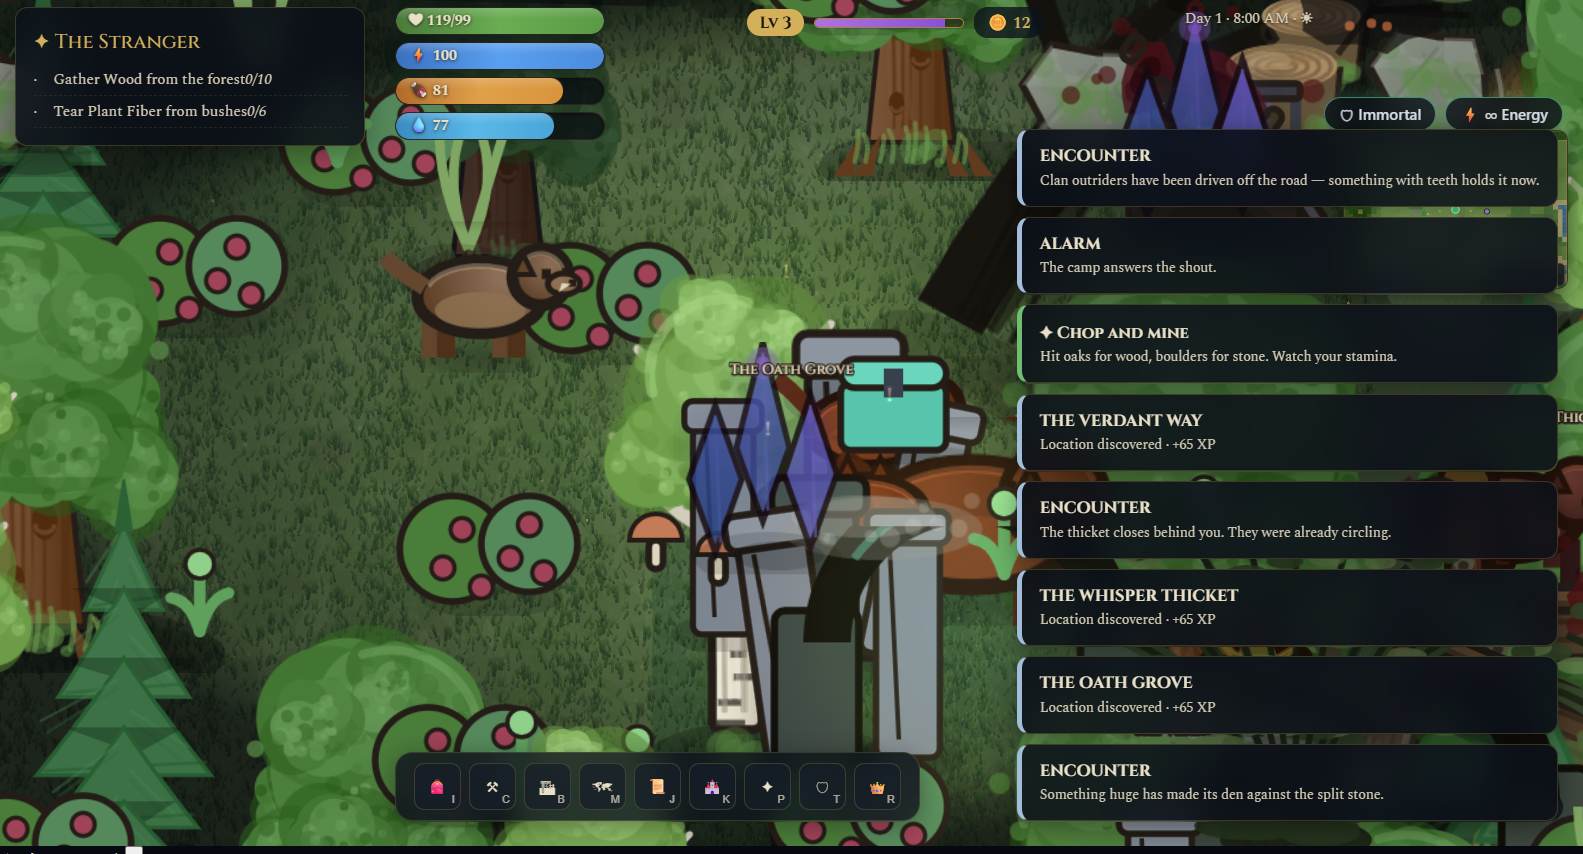 ✦ The Stranger
· Gather Wood from the forest0/10
· Tear Plant Fiber from bushes0/6
119/99
100
81
77
Lv 3
12
Day 1 · 8:00 AM ·
Immortal
∞ Energy
ENCOUNTER
Clan outriders have been driven off the road — something with teeth holds it now.
ALARM
The camp answers the shout.
✦ Chop and mine
Hit oaks for wood, boulders for stone. Watch your stamina.
THE VERDANT WAY
Location discovered · +65 XP
ENCOUNTER
The thicket closes behind you. They were already circling.
THE WHISPER THICKET
Location discovered · +65 XP
THE OATH GROVE
Location discovered · +65 XP
ENCOUNTER
Something huge has made its den against the split stone.
The Oath Grove
I
C
B
M
J
K
P
T
R